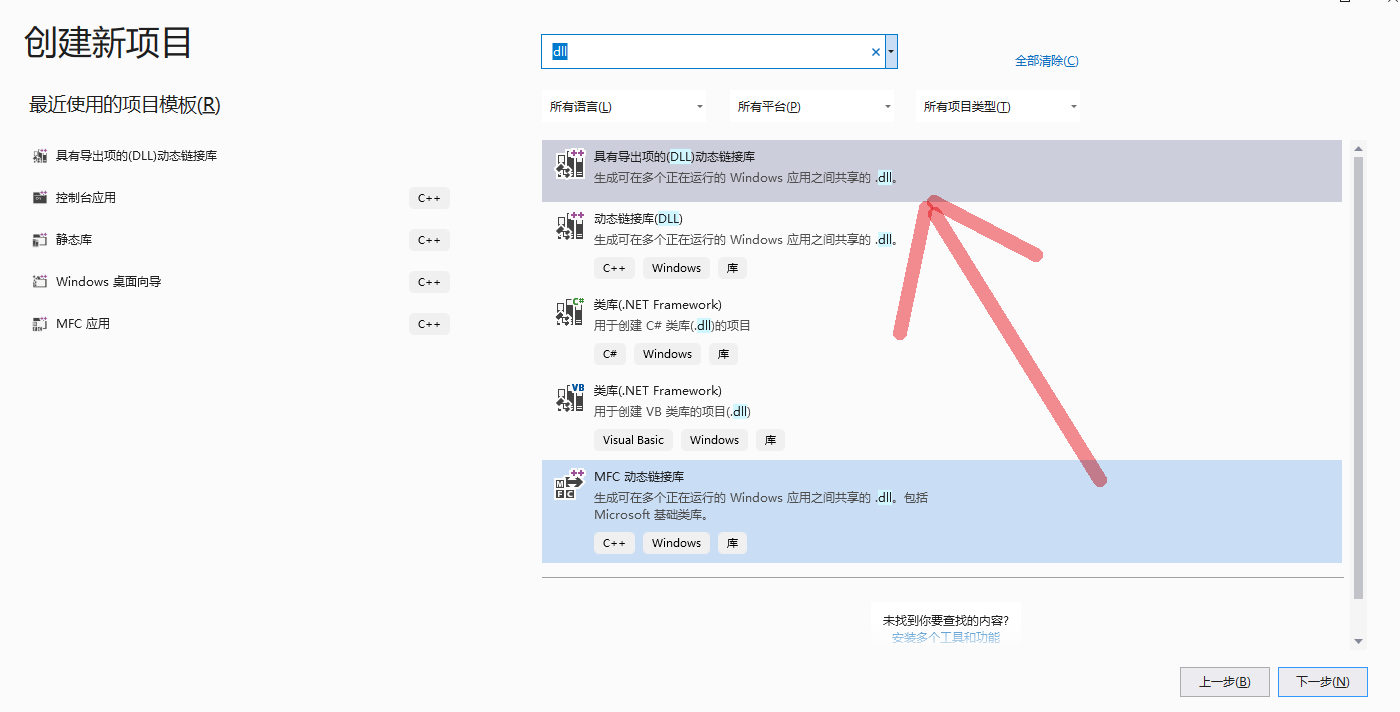 创建新项目
最近使用的项目模板(R)
具有导出项的(DLL)动态链接库
控制台应用
C++
静态库
C++
Windows 桌面向导
C++
MFC 应用
C++
dll
全部清除(C)
所有语言(L)
所有平台(P)
所有项目类型(T)
具有导出项的(DLL)动态链接库
生成可在多个正在运行的 Windows 应用之间共享的 .dll。
动态链接库(DLL)
生成可在多个正在运行的 Windows 应用之间共享的 .dll。
C++ Windows 库
类库(.NET Framework)
用于创建 C# 类库(.dll)的项目
C# Windows 库
类库(.NET Framework)
用于创建 VB 类库的项目(.dll)
Visual Basic Windows 库
MFC 动态链接库
生成可在多个正在运行的 Windows 应用之间共享的 .dll。包括
Microsoft 基础类库。
C++ Windows 库
未找到你要查找的内容?
安装多个工具和功能
上一步(B)
下一步(N)